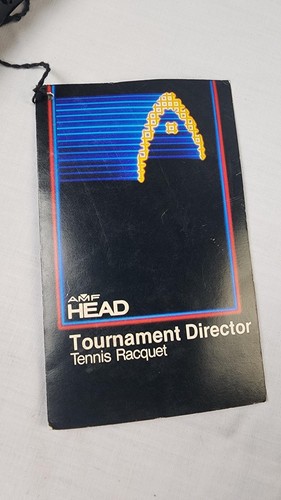 AMF
HEAD
Tournament Director
Tennis Racquet